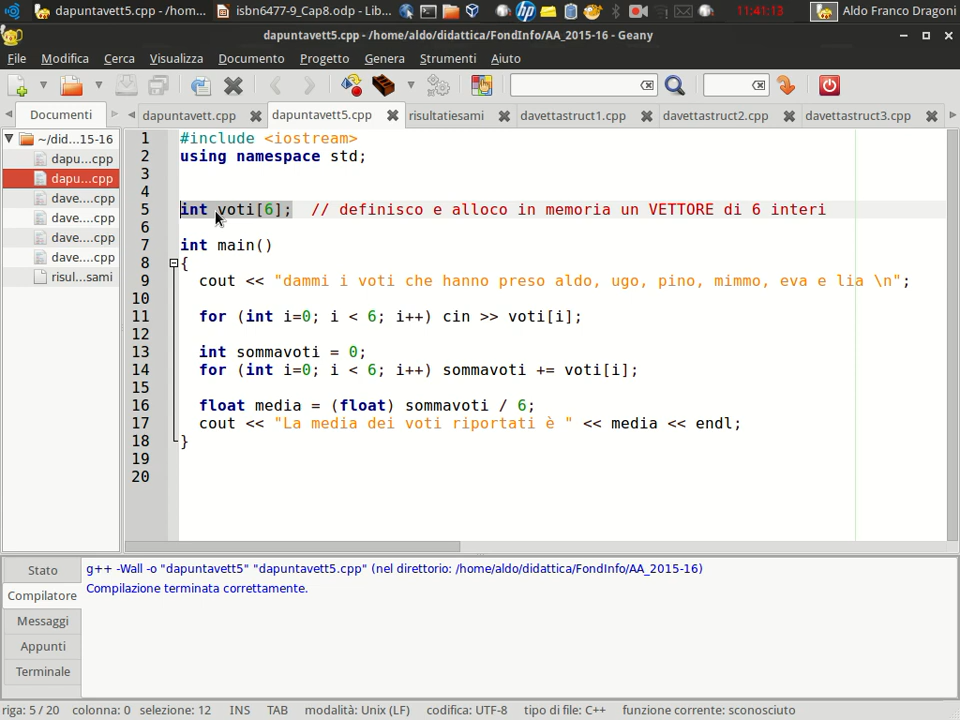 dapuntavett5.cpp - /hom... isbn6477-9_Cap8.odp - Lib... 11:41:13 Aldo Franco Dragoni
dapuntavett5.cpp - /home/aldo/didattica/FondInfo/AA_2015-16 - Geany
File Modifica Cerca Visualizza Documento Progetto Genera Strumenti Aiuto
Documenti dapuntavett.cpp dapuntavett5.cpp risultatiesami davettastruct1.cpp davettastruct2.cpp davettastruct3.cpp
~/did...15-16
dapu....cpp
dapu....cpp
dave....cpp
dave....cpp
dave....cpp
dave....cpp
risul...sami
1 #include <iostream>
2 using namespace std;
3
4
5 int voti[6]; // definisco e alloco in memoria un VETTORE di 6 interi
6
7 int main()
8 {
9 cout << "dammi i voti che hanno preso aldo, ugo, pino, mimmo, eva e lia \n";
10
11 for (int i=0; i < 6; i++) cin >> voti[i];
12
13 int sommavoti = 0;
14 for (int i=0; i < 6; i++) sommavoti += voti[i];
15
16 float media = (float) sommavoti / 6;
17 cout << "La media dei voti riportati è " << media << endl;
18 }
19
20
Stato
Compilatore
Messaggi
Appunti
Terminale
g++ -Wall -o "dapuntavett5" "dapuntavett5.cpp" (nel direttorio: /home/aldo/didattica/FondInfo/AA_2015-16)
Compilazione terminata correttamente.
riga: 5 / 20 colonna: 0 selezione: 12 INS TAB modalità: Unix (LF) codifica: UTF-8 tipo di file: C++ funzione corrente: sconosciuto